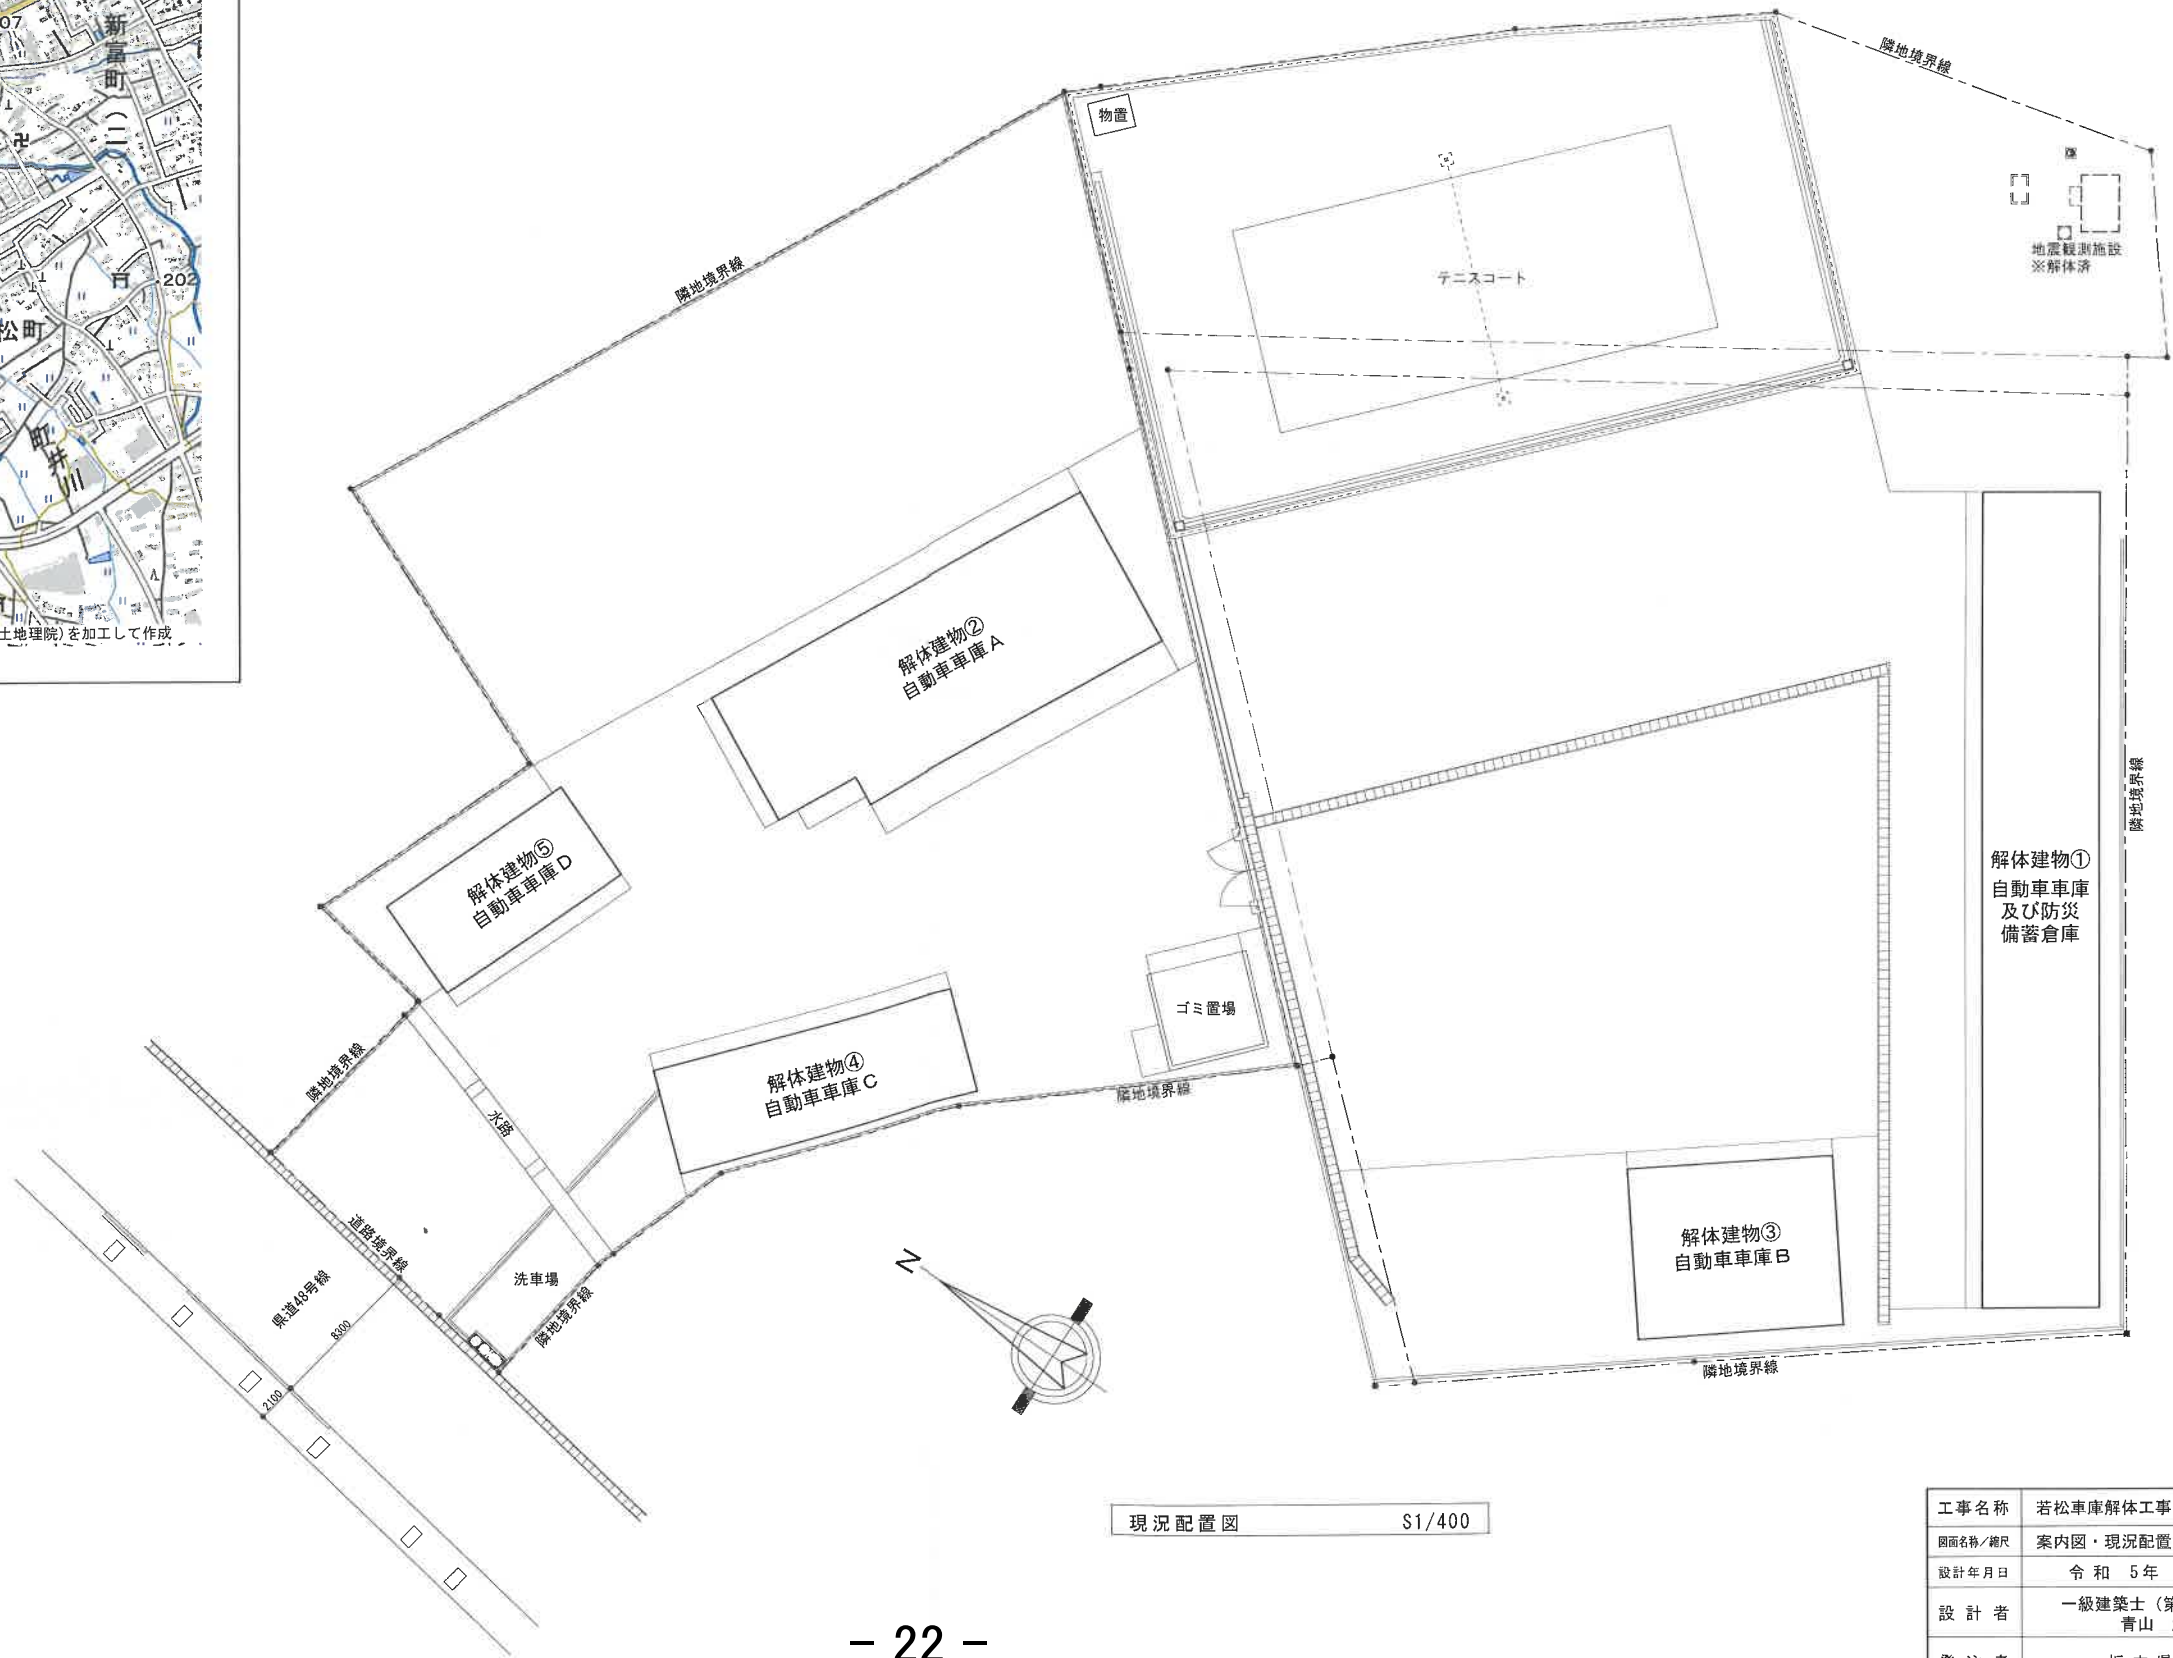 07
新富町(二)
202
松町
町井川
土地理院)を加工して作成
隣地境界線
物置
テニスコート
地震観測施設
※解体済
隣地境界線
解体建物②
自動車車庫A
解体建物⑤
自動車車庫D
解体建物①
自動車車庫
及び防災
備蓄倉庫
隣地境界線
ゴミ置場
解体建物④
自動車車庫C
隣地境界線
隣地境界線
水路
解体建物③
自動車車庫B
隣地境界線
道路境界線
洗車場
隣地境界線
県道48号線
8300
2100
N
現況配置図 S1/400
工事名称 若松車庫解体工事
図面名称/縮尺 案内図・現況配置
設計年月日 令和 5年
設計者 一級建築士(第
青山
- 22 -